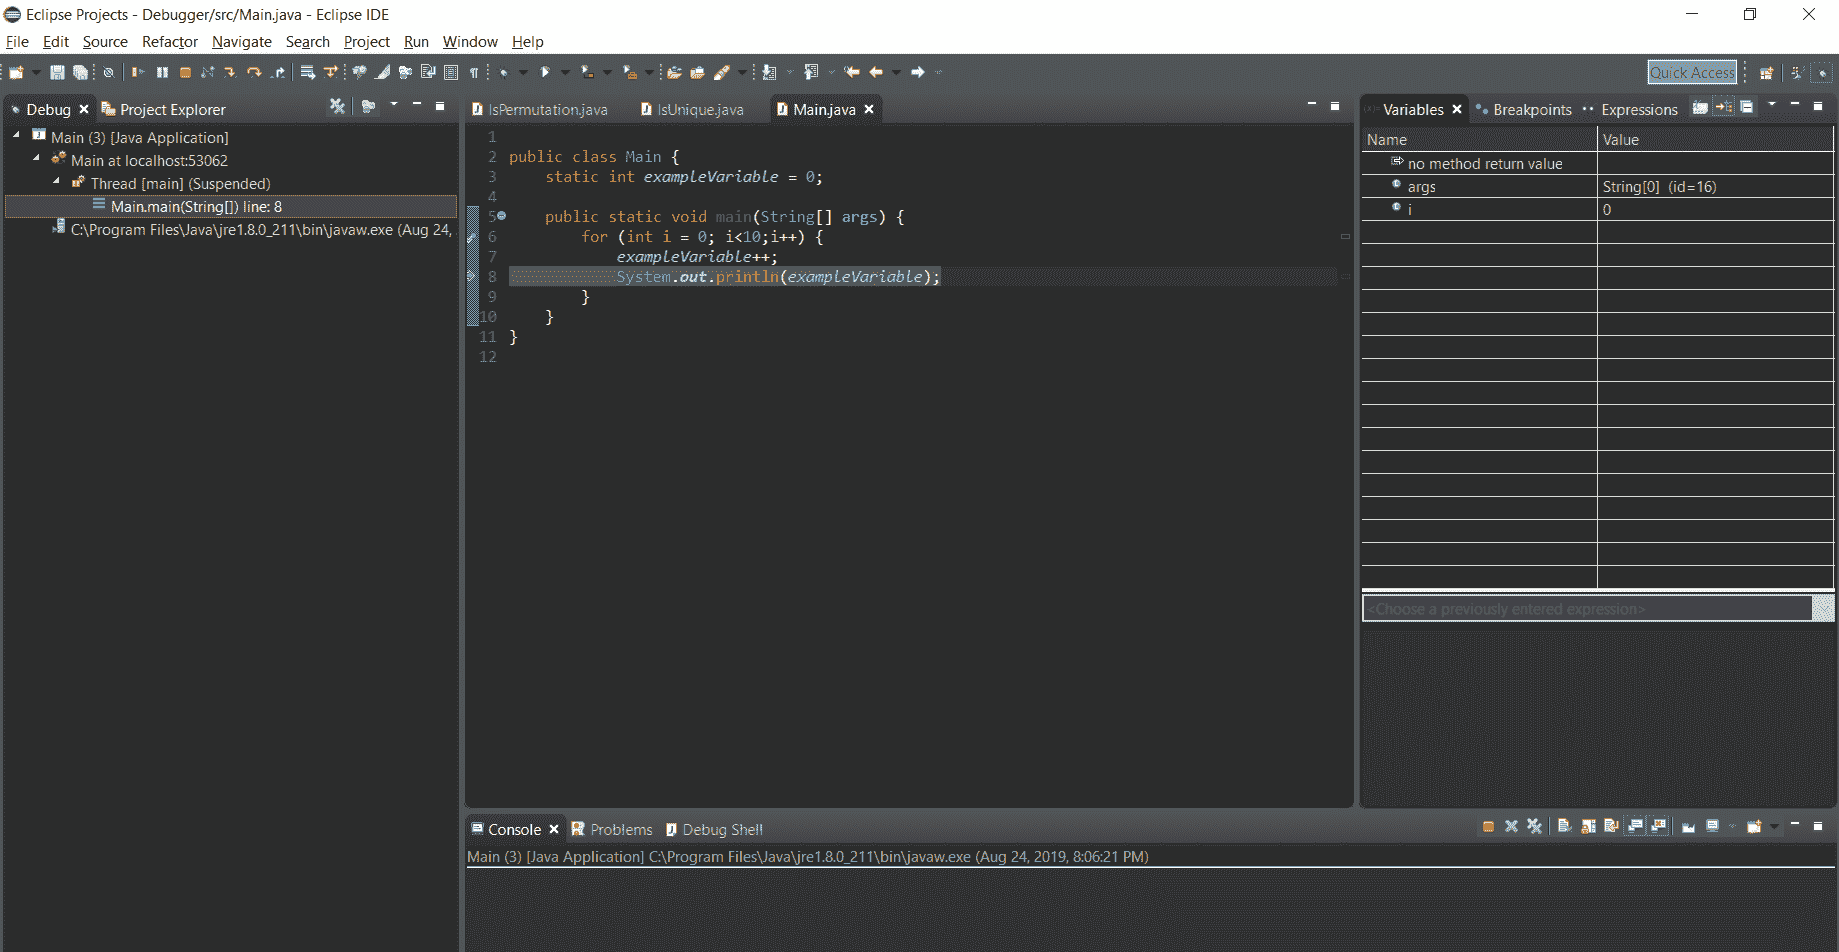 Eclipse Projects - Debugger/src/Main.java - Eclipse IDE
File Edit Source Refactor Navigate Search Project Run Window Help
Quick Access
Debug Project Explorer
Main (3) [Java Application]
Main at localhost:53062
Thread [main] (Suspended)
Main.main(String[]) line: 8
C:\Program Files\Java\jre1.8.0_211\bin\javaw.exe (Aug 24,
IsPermutation.java IsUnique.java Main.java
1
2 public class Main {
3 static int exampleVariable = 0;
4
5 public static void main(String[] args) {
6 for (int i = 0; i<10;i++) {
7 exampleVariable++;
8 System.out.println(exampleVariable);
9 }
10 }
11 }
12
Variables Breakpoints Expressions
Name Value
no method return value
args String[0] (id=16)
i 0
<Choose a previously entered expression>
Console Problems Debug Shell
Main (3) [Java Application] C:\Program Files\Java\jre1.8.0_211\bin\javaw.exe (Aug 24, 2019, 8:06:21 PM)